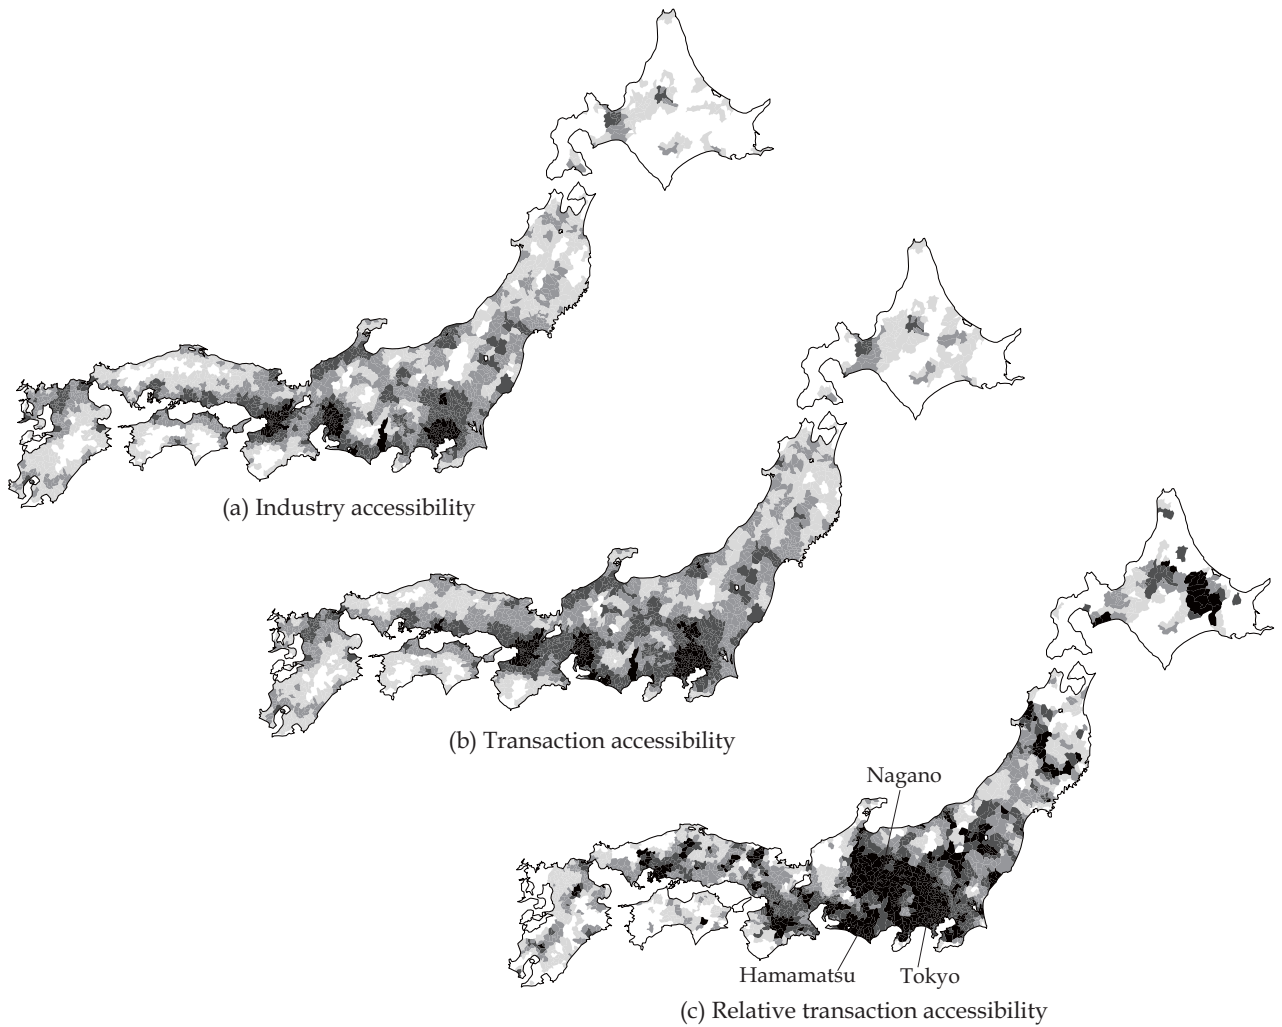 (a) Industry accessibility
(b) Transaction accessibility
Nagano
Hamamatsu
Tokyo
(c) Relative transaction accessibility